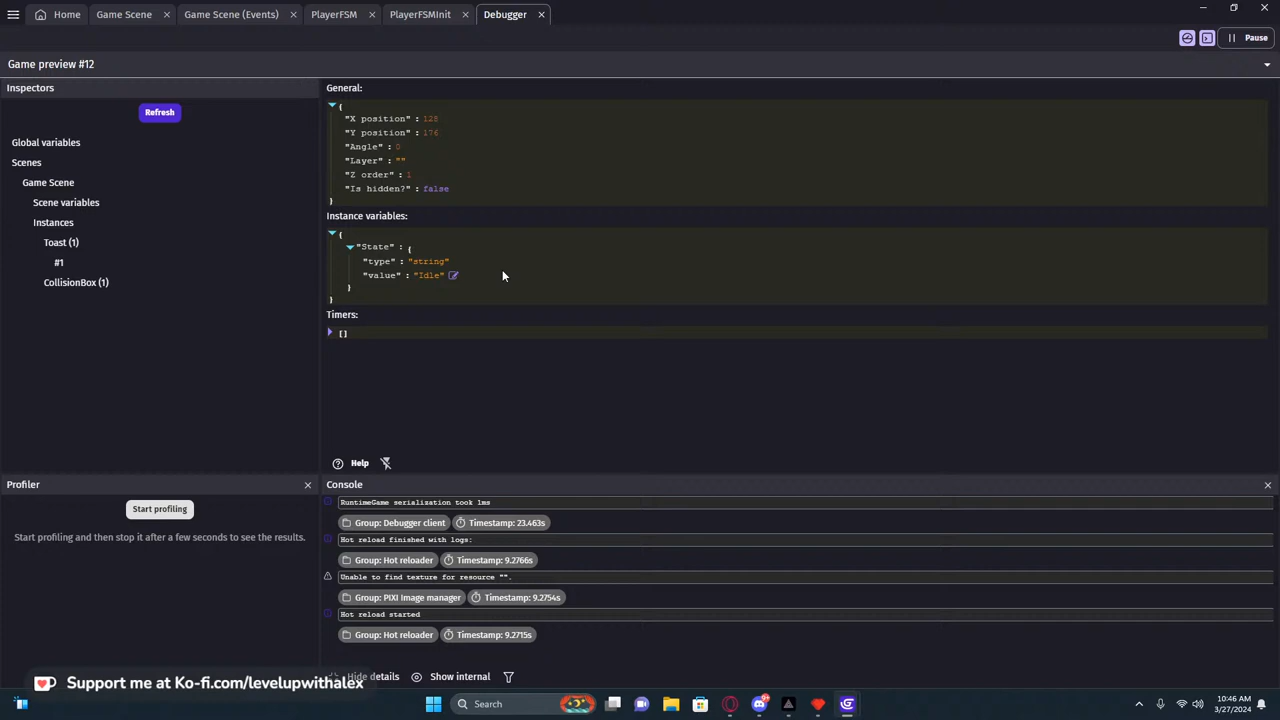 Home
Game Scene
Game Scene (Events)
PlayerFSM
PlayerFSMInit
Debugger
Pause
Game preview #12
Inspectors
Refresh
Global variables
Scenes
Game Scene
Scene variables
Instances
Toast (1)
#1
CollisionBox (1)
General:
{
"X position" : 128
"Y position" : 176
"Angle" : 0
"Layer" : ""
"Z order" : 1
"Is hidden?" : false
}
Instance variables:
{
"State" : {
"type" : "string"
"value" : "Idle"
}
}
Timers:
[]
Help
Profiler
Start profiling
Start profiling and then stop it after a few seconds to see the results.
Console
RuntimeGame serialization took 1ms
Group: Debugger client
Timestamp: 23.463s
Hot reload finished with logs:
Group: Hot reloader
Timestamp: 9.2766s
Unable to find texture for resource "".
Group: PIXI Image manager
Timestamp: 9.2754s
Hot reload started
Group: Hot reloader
Timestamp: 9.2715s
Hide details
Show internal
Support me at Ko-fi.com/levelupwithalex
Search
10:46 AM
3/27/2024